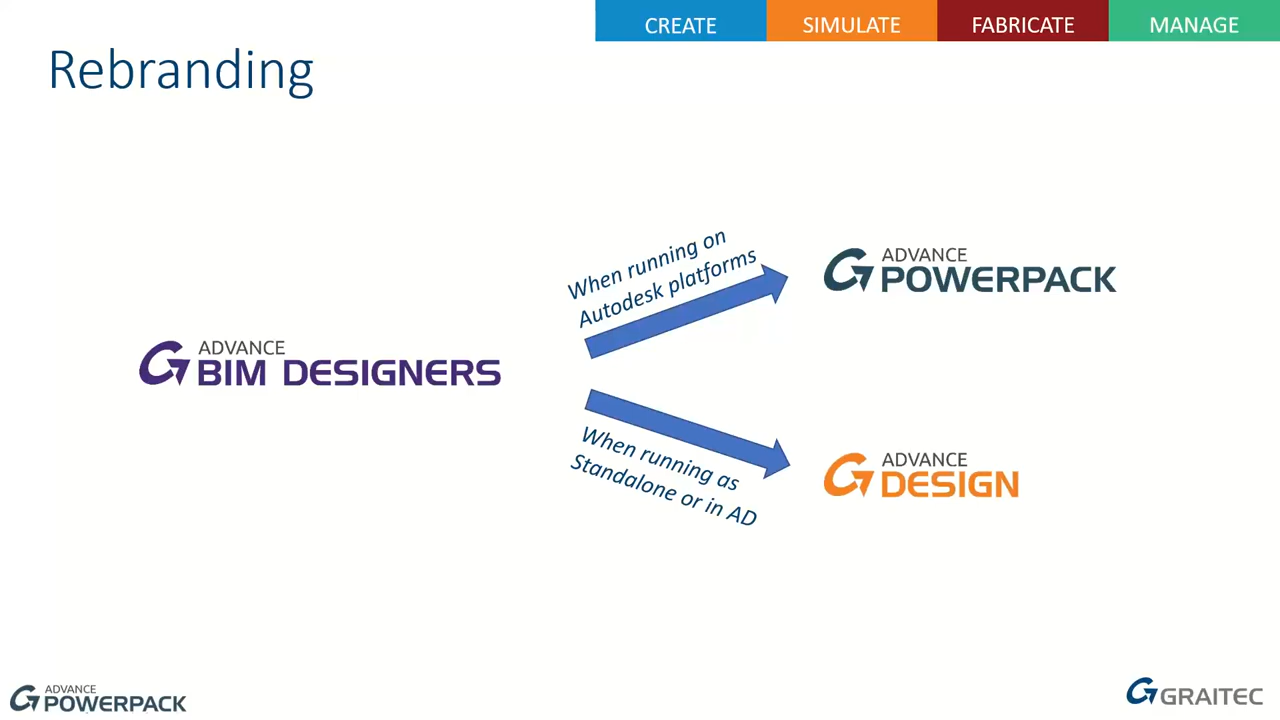 CREATE
SIMULATE
FABRICATE
MANAGE
Rebranding
When running on
Autodesk platforms
ADVANCE
POWERPACK
ADVANCE
BIM DESIGNERS
When running as
Standalone or in AD
ADVANCE
DESIGN
ADVANCE
POWERPACK
GRAITEC